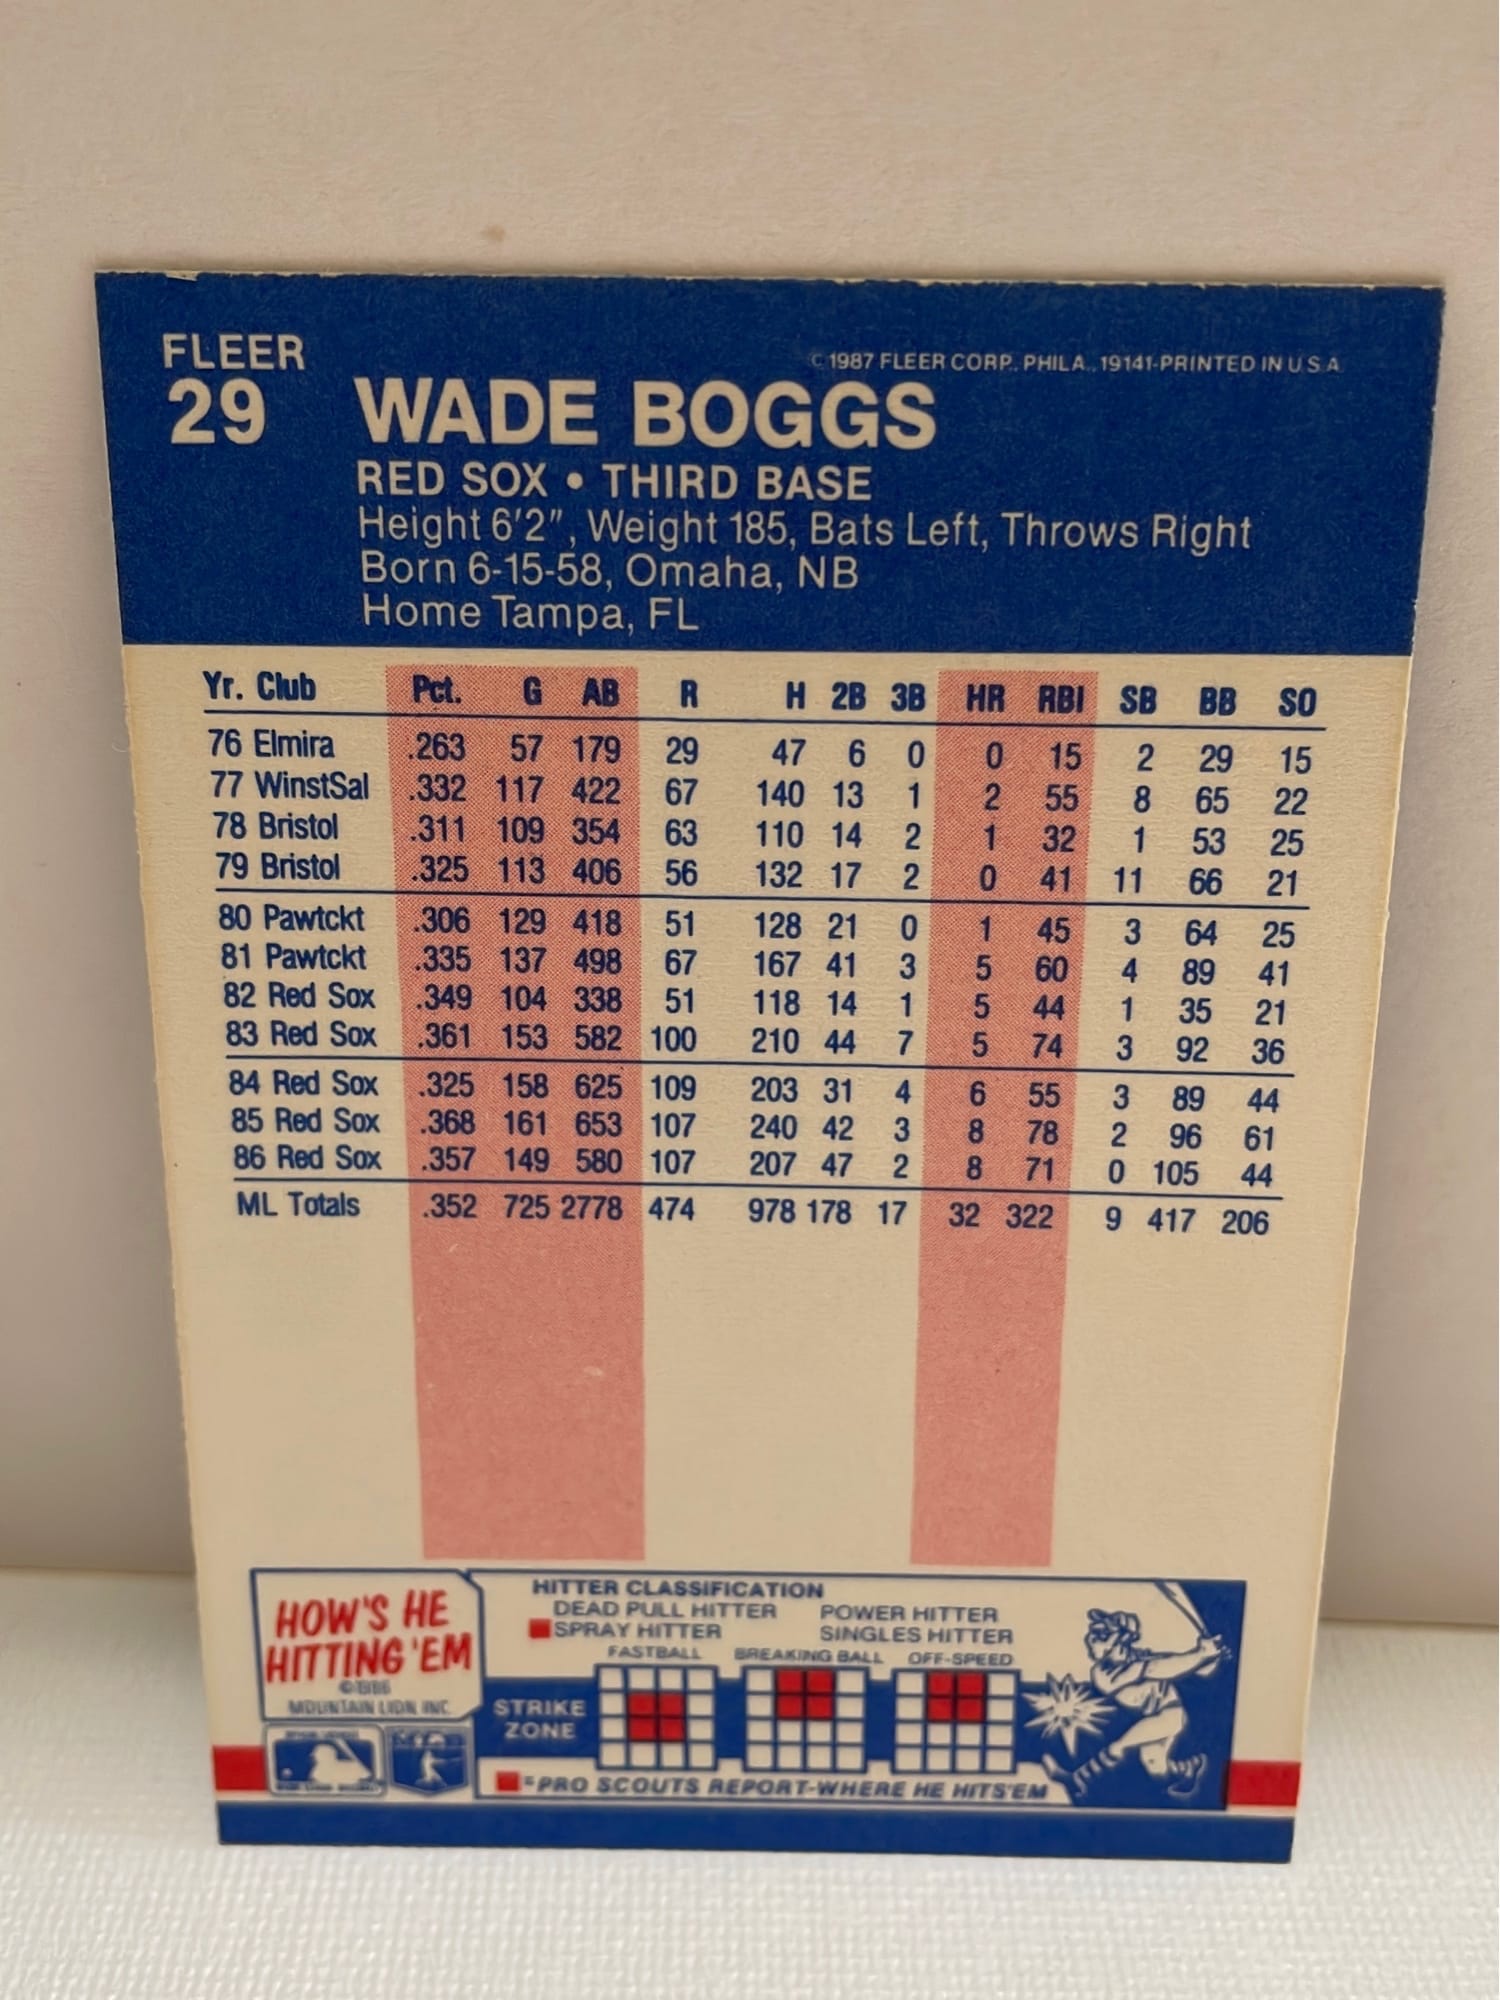 FLEER
© 1987 FLEER CORP. PHILA., 19141-PRINTED IN U S A
29 WADE BOGGS
RED SOX • THIRD BASE
Height 6'2", Weight 185, Bats Left, Throws Right
Born 6-15-58, Omaha, NB
Home Tampa, FL
Yr. Club Pct. G AB R H 2B 3B HR RBI SB BB SO
76 Elmira .263 57 179 29 47 6 0 0 15 2 29 15
77 WinstSal .332 117 422 67 140 13 1 2 55 8 65 22
78 Bristol .311 109 354 63 110 14 2 1 32 1 53 25
79 Bristol .325 113 406 56 132 17 2 0 41 11 66 21
80 Pawtckt .306 129 418 51 128 21 0 1 45 3 64 25
81 Pawtckt .335 137 498 67 167 41 3 5 60 4 89 41
82 Red Sox .349 104 338 51 118 14 1 5 44 1 35 21
83 Red Sox .361 153 582 100 210 44 7 5 74 3 92 36
84 Red Sox .325 158 625 109 203 31 4 6 55 3 89 44
85 Red Sox .368 161 653 107 240 42 3 8 78 2 96 61
86 Red Sox .357 149 580 107 207 47 2 8 71 0 105 44
ML Totals .352 725 2778 474 978 178 17 32 322 9 417 206
HOW'S HE
HITTING 'EM
©1986
MOUNTAIN LION, INC.
HITTER CLASSIFICATION
DEAD PULL HITTER POWER HITTER
SPRAY HITTER SINGLES HITTER
FASTBALL BREAKING BALL OFF-SPEED
STRIKE
ZONE
=PRO SCOUTS REPORT-WHERE HE HITS'EM